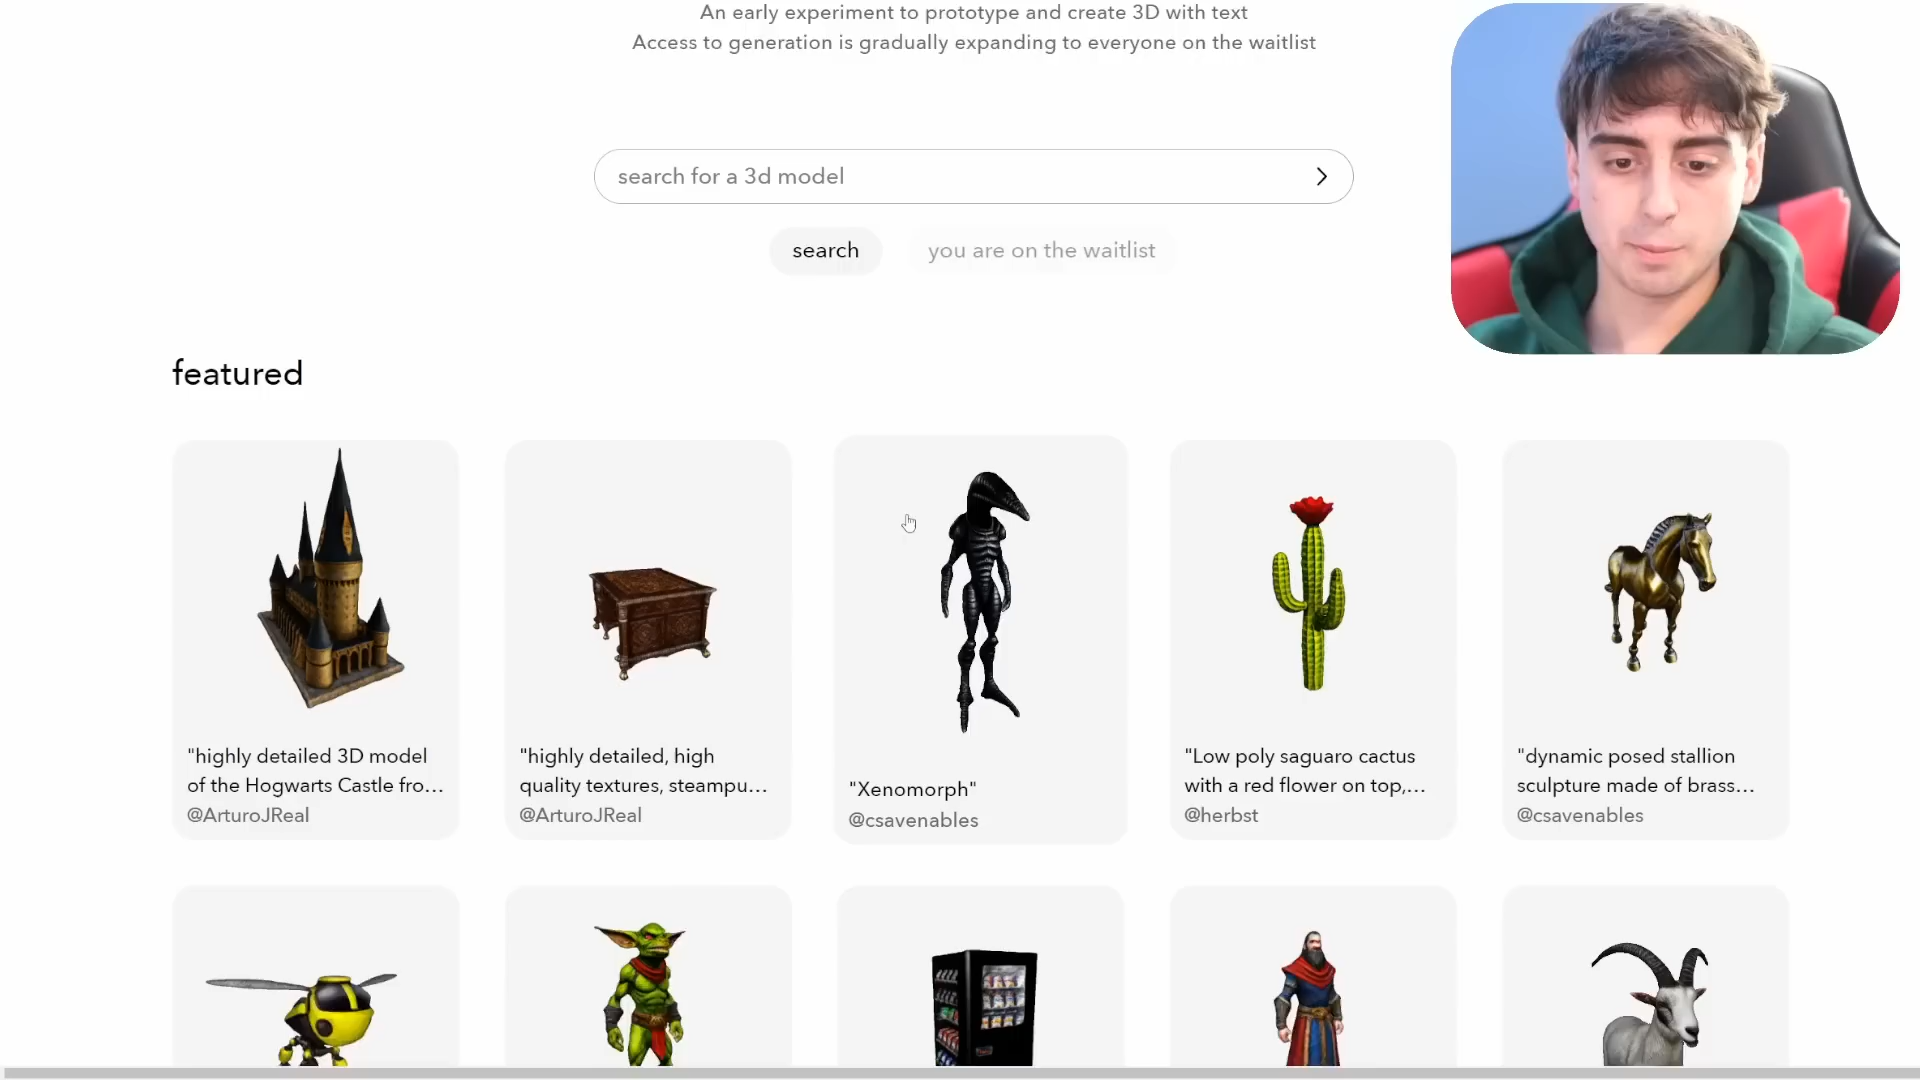 An early experiment to prototype and create 3D with text
Access to generation is gradually expanding to everyone on the waitlist
search for a 3d model
search
you are on the waitlist
featured
"highly detailed 3D model
of the Hogwarts Castle fro...
@ArturoJReal
"highly detailed, high
quality textures, steampu...
@ArturoJReal
"Xenomorph"
@csavenables
"Low poly saguaro cactus
with a red flower on top,...
@herbst
"dynamic posed stallion
sculpture made of brass...
@csavenables